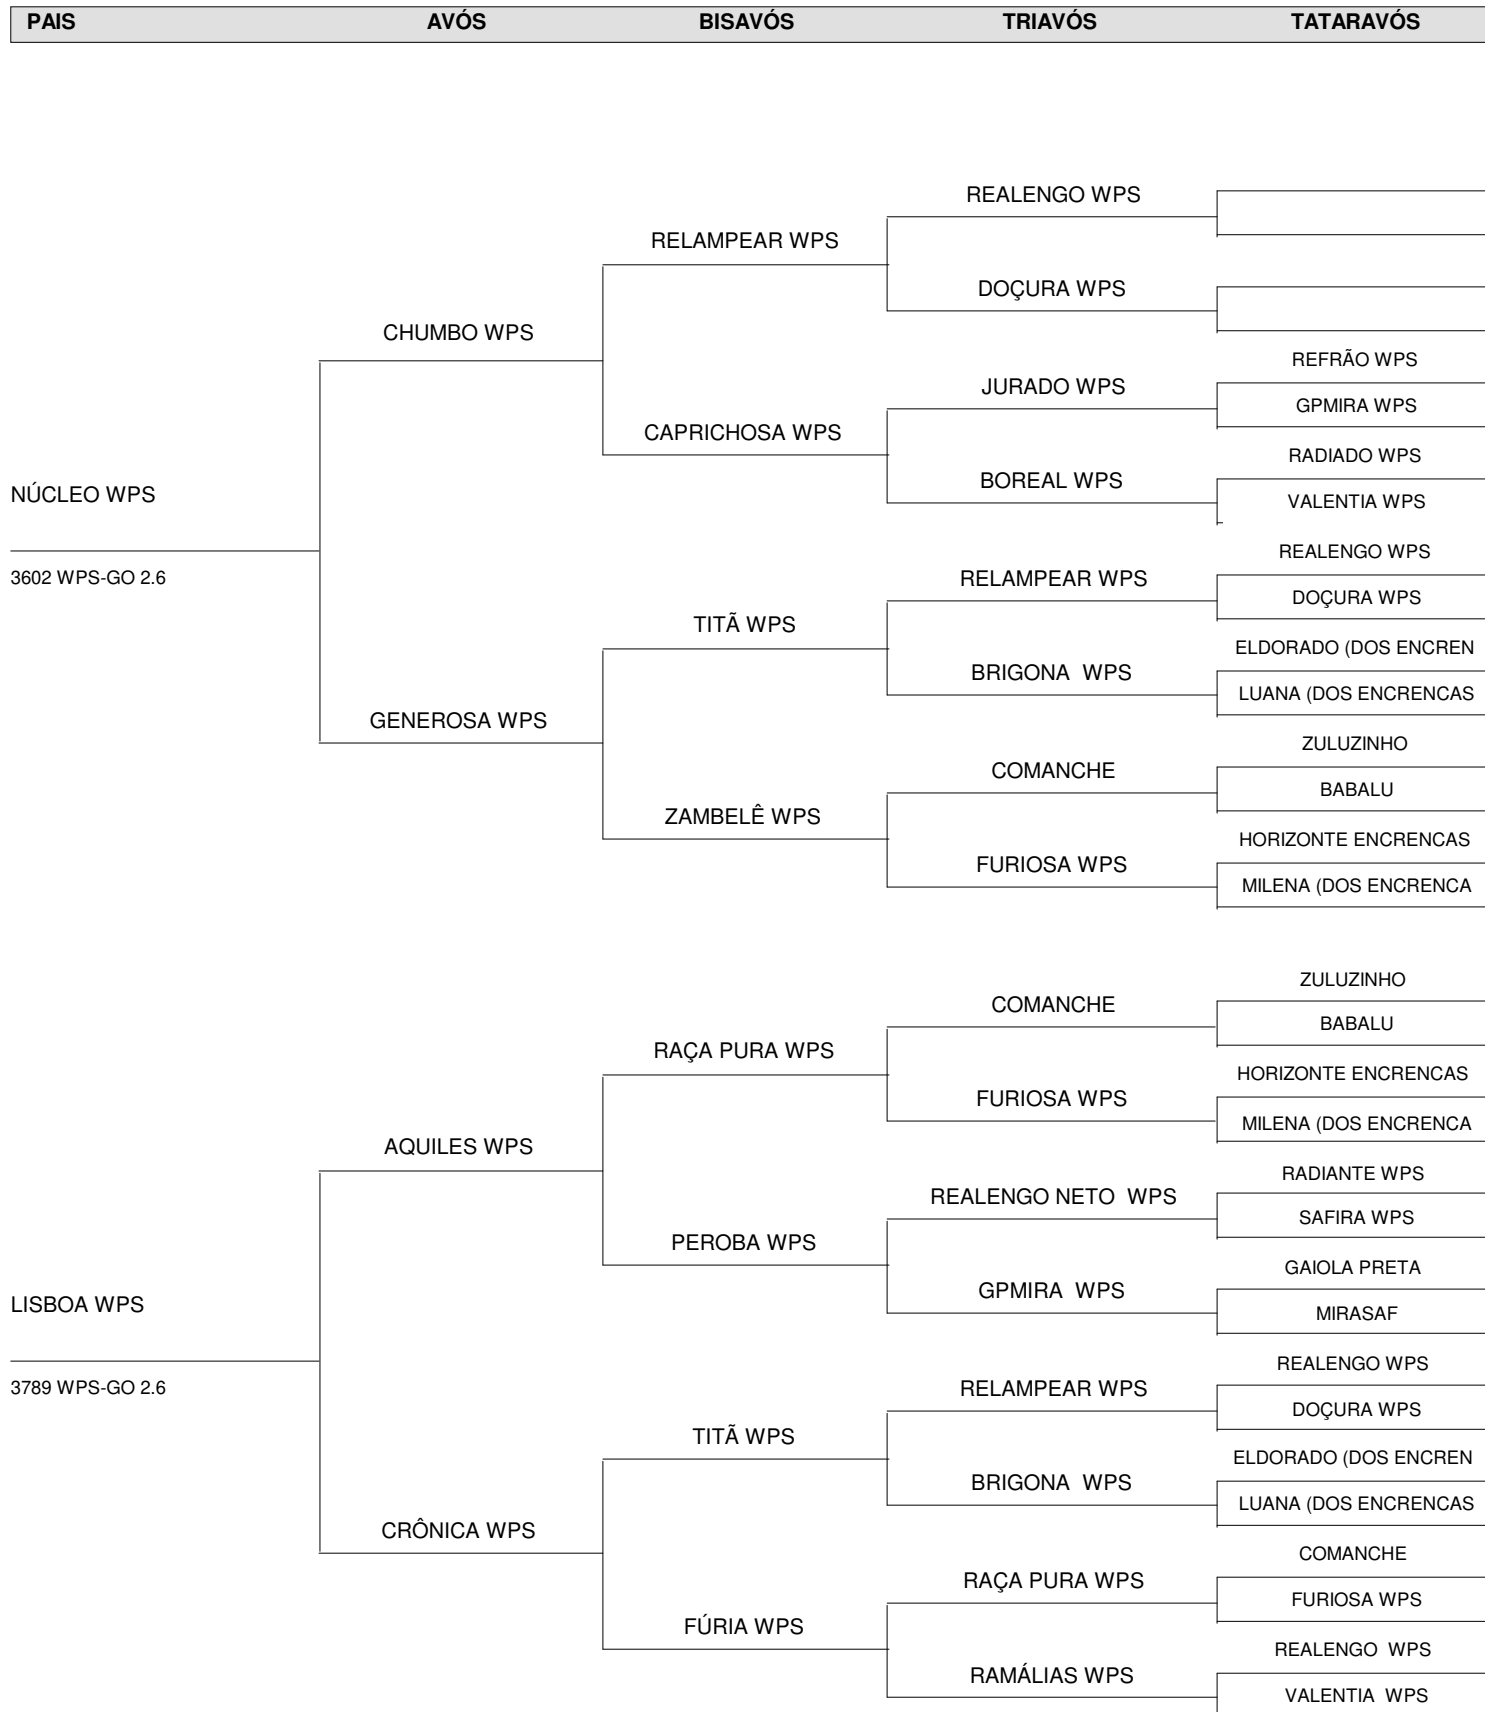 PAIS AVÓS BISAVÓS TRIAVÓS TATARAVÓS
REALENGO WPS
RELAMPEAR WPS
DOÇURA WPS
CHUMBO WPS
REFRÃO WPS
JURADO WPS
GPMIRA WPS
CAPRICHOSA WPS
RADIADO WPS
BOREAL WPS
NÚCLEO WPS
VALENTIA WPS
REALENGO WPS
3602 WPS-GO 2.6
RELAMPEAR WPS
DOÇURA WPS
TITÃ WPS
ELDORADO (DOS ENCREN
BRIGONA WPS
LUANA (DOS ENCRENCAS
GENEROSA WPS
ZULUZINHO
COMANCHE
BABALU
ZAMBELÊ WPS
HORIZONTE ENCRENCAS
FURIOSA WPS
MILENA (DOS ENCRENCA
ZULUZINHO
COMANCHE
BABALU
RAÇA PURA WPS
HORIZONTE ENCRENCAS
FURIOSA WPS
MILENA (DOS ENCRENCA
AQUILES WPS
RADIANTE WPS
REALENGO NETO WPS
SAFIRA WPS
PEROBA WPS
GAIOLA PRETA
GPMIRA WPS
LISBOA WPS
MIRASAF
REALENGO WPS
3789 WPS-GO 2.6
RELAMPEAR WPS
DOÇURA WPS
TITÃ WPS
ELDORADO (DOS ENCREN
BRIGONA WPS
LUANA (DOS ENCRENCAS
CRÔNICA WPS
COMANCHE
RAÇA PURA WPS
FURIOSA WPS
FÚRIA WPS
REALENGO WPS
RAMÁLIAS WPS
VALENTIA WPS